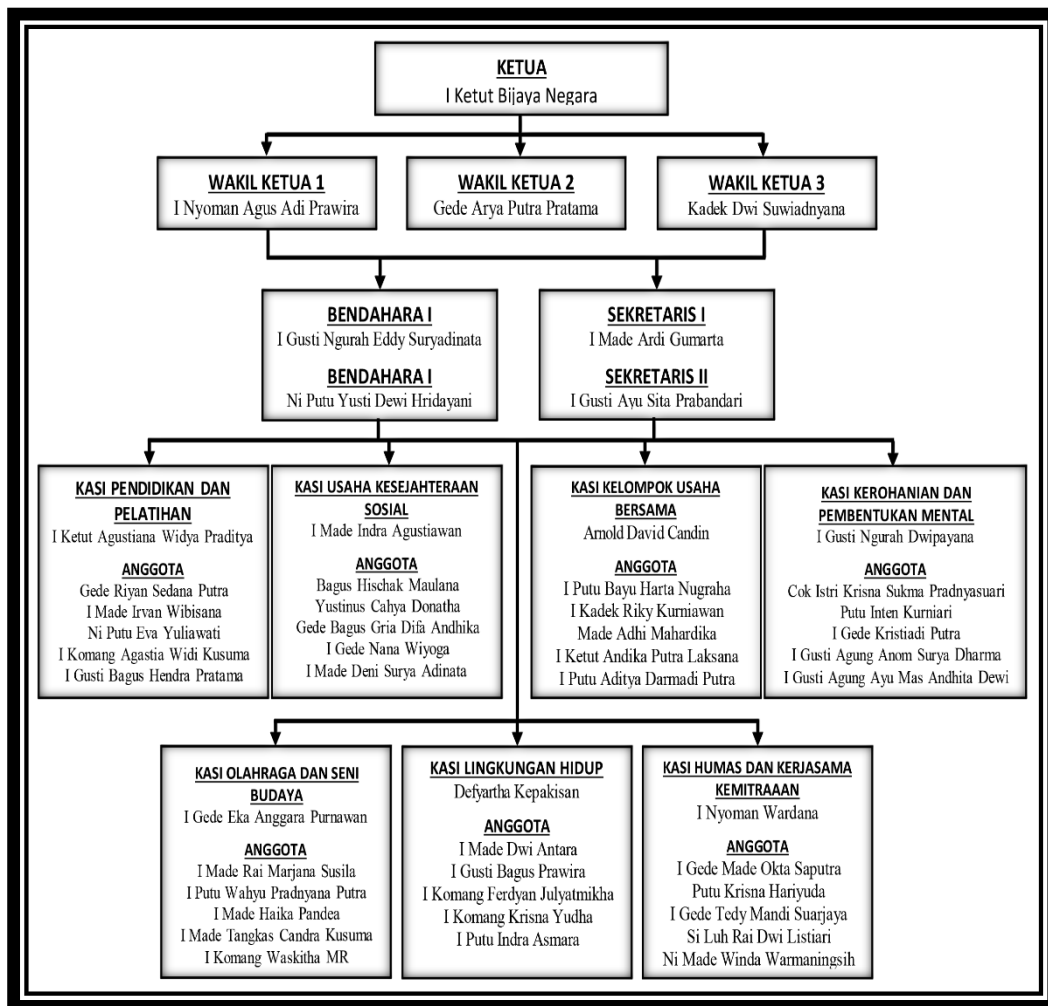 KETUA
I Ketut Bijaya Negara
WAKIL KETUA 1
I Nyoman Agus Adi Prawira
WAKIL KETUA 2
Gede Arya Putra Pratama
WAKIL KETUA 3
Kadek Dwi Suwiadnyana
BENDAHARA I
I Gusti Ngurah Eddy Suryadinata
BENDAHARA I
Ni Putu Yusti Dewi Hridayani
SEKRETARIS I
I Made Ardi Gumarta
SEKRETARIS II
I Gusti Ayu Sita Prabandari
KASI PENDIDIKAN DAN
PELATIHAN
I Ketut Agustiana Widya Praditya
ANGGOTA
Gede Riyan Sedana Putra
I Made Irvan Wibisana
Ni Putu Eva Yuliawati
I Komang Agastia Widi Kusuma
I Gusti Bagus Hendra Pratama
KASI USAHA KESEJAHTERAAN
SOSIAL
I Made Indra Agustiawan
ANGGOTA
Bagus Hischak Maulana
Yustinus Cahya Donatha
Gede Bagus Gria Difa Andhika
I Gede Nana Wiyoga
I Made Deni Surya Adinata
KASI KELOMPOK USAHA
BERSAMA
Arnold David Candin
ANGGOTA
I Putu Bayu Harta Nugraha
I Kadek Riky Kurniawan
Made Adhi Mahardika
I Ketut Andika Putra Laksana
I Putu Aditya Darmadi Putra
KASI KEROHANIAN DAN
PEMBENTUKAN MENTAL
I Gusti Ngurah Dwipayana
ANGGOTA
Cok Istri Krisna Sukma Pradnyasuari
Putu Inten Kurniari
I Gede Kristiadi Putra
I Gusti Agung Anom Surya Dharma
I Gusti Agung Ayu Mas Andhita Dewi
KASI OLAHRAGA DAN SENI
BUDAYA
I Gede Eka Anggara Purnawan
ANGGOTA
I Made Rai Marjana Susila
I Putu Wahyu Pradnyana Putra
I Made Haika Pandea
I Made Tangkas Candra Kusuma
I Komang Waskitha MR
KASI LINGKUNGAN HIDUP
Defyartha Kepakisan
ANGGOTA
I Made Dwi Antara
I Gusti Bagus Prawira
I Komang Ferdyan Julyatmikha
I Komang Krisna Yudha
I Putu Indra Asmara
KASI HUMAS DAN KERJASAMA
KEMITRAAAN
I Nyoman Wardana
ANGGOTA
I Gede Made Okta Saputra
Putu Krisna Hariyuda
I Gede Tedy Mandi Suarjaya
Si Luh Rai Dwi Listiari
Ni Made Winda Warmaningsih